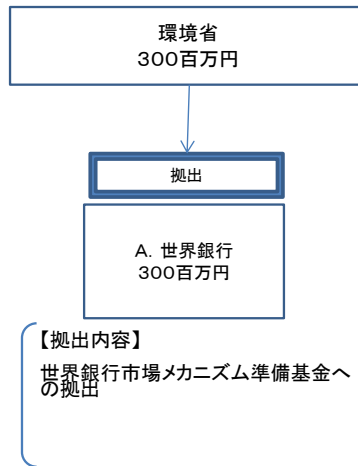 環境省
300百万円
拠出
A. 世界銀行
300百万円
【拠出内容】
世界銀行市場メカニズム準備基金へ
の拠出